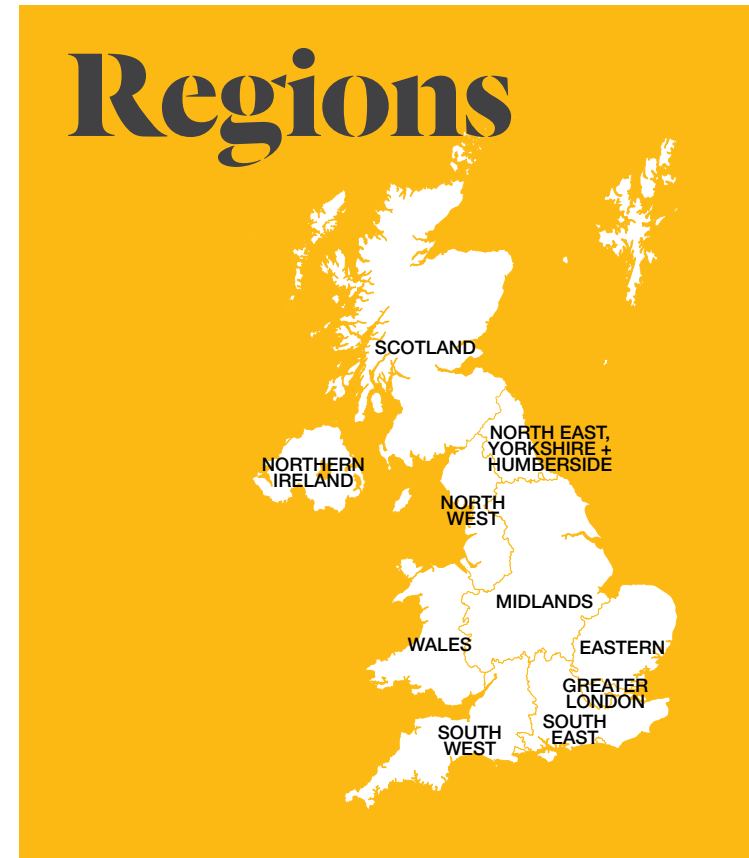 Regions
SCOTLAND
NORTH EAST,
YORKSHIRE +
HUMBERSIDE
NORTHERN
IRELAND
NORTH
WEST
MIDLANDS
WALES
EASTERN
GREATER
LONDON
SOUTH
EAST
SOUTH
WEST